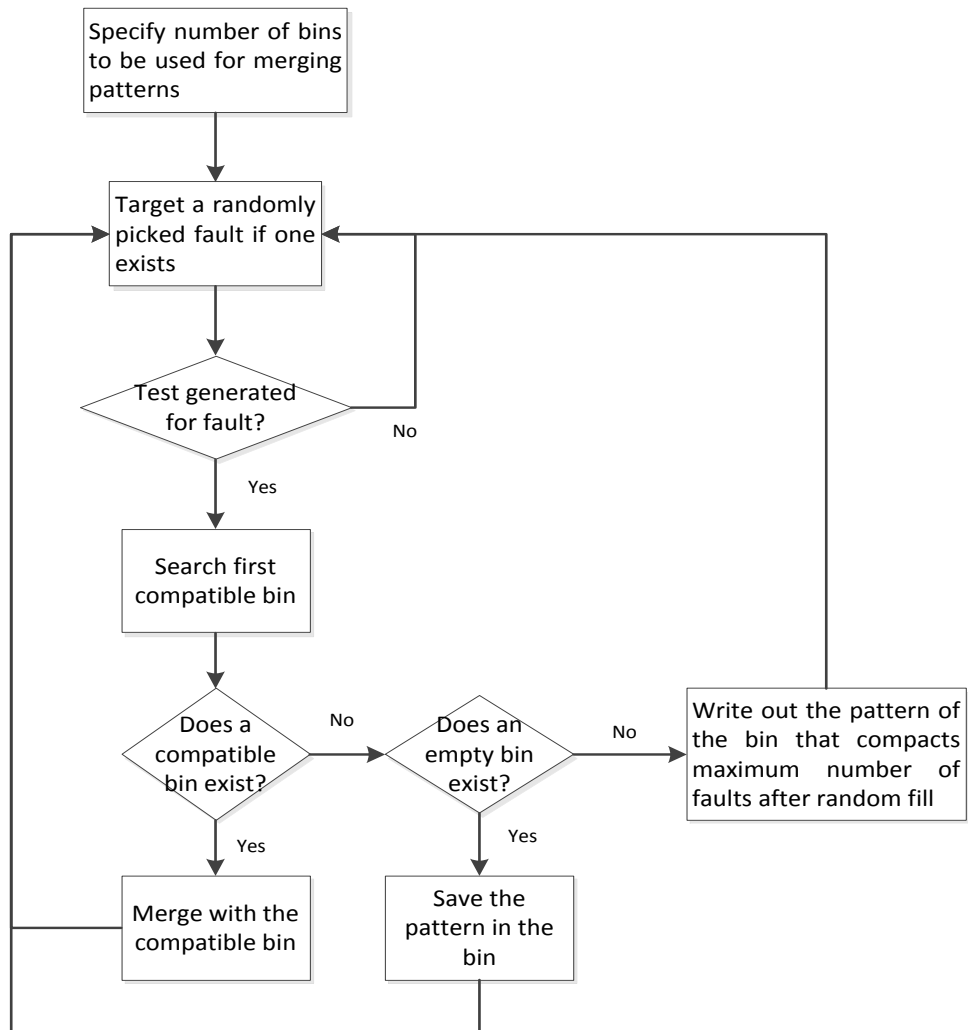 Specify number of bins
to be used for merging
patterns
Target a randomly
picked fault if one
exists
Test generated
for fault?
No
Yes
Search first
compatible bin
Does a
compatible
bin exist?
No
Does an
empty bin
exist?
No
Write out the pattern of
the bin that compacts
maximum number of
faults after random fill
Yes
Yes
Merge with the
compatible bin
Save the
pattern in the
bin